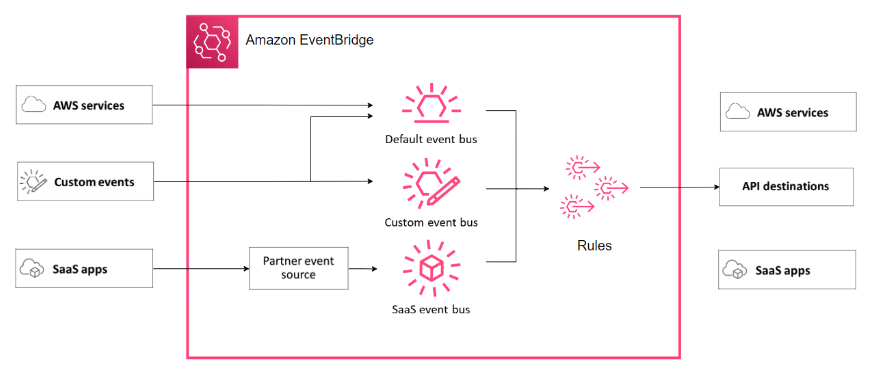 Amazon EventBridge
AWS services
Custom events
SaaS apps
Partner event
source
Default event bus
Custom event bus
SaaS event bus
Rules
AWS services
API destinations
SaaS apps